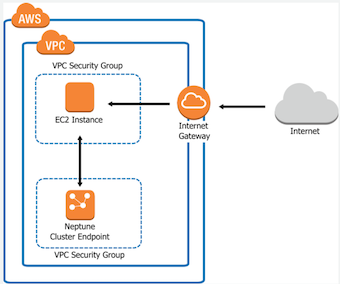 AWS
VPC
VPC Security Group
EC2 Instance
Internet
Gateway
Internet
Neptune
Cluster Endpoint
VPC Security Group